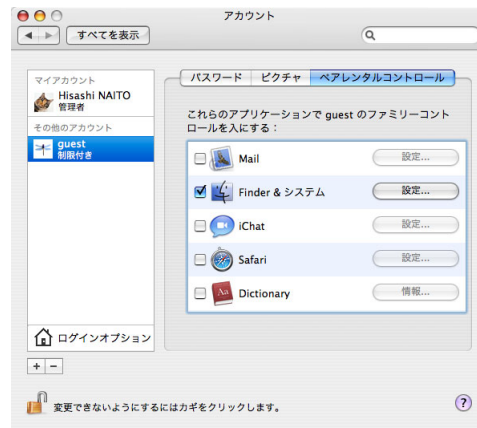 アカウント
すべてを表示
マイアカウント
Hisashi NAITO
管理者
その他のアカウント
guest
制限付き
ログインオプション
パスワード ピクチャ ペアレンタルコントロール
これらのアプリケーションで guest のファミリーコント
ロールを入にする：
Mail 設定...
Finder & システム 設定...
iChat 設定...
Safari 設定...
Aa Dictionary 情報...
+ −
変更できないようにするにはカギをクリックします。
?